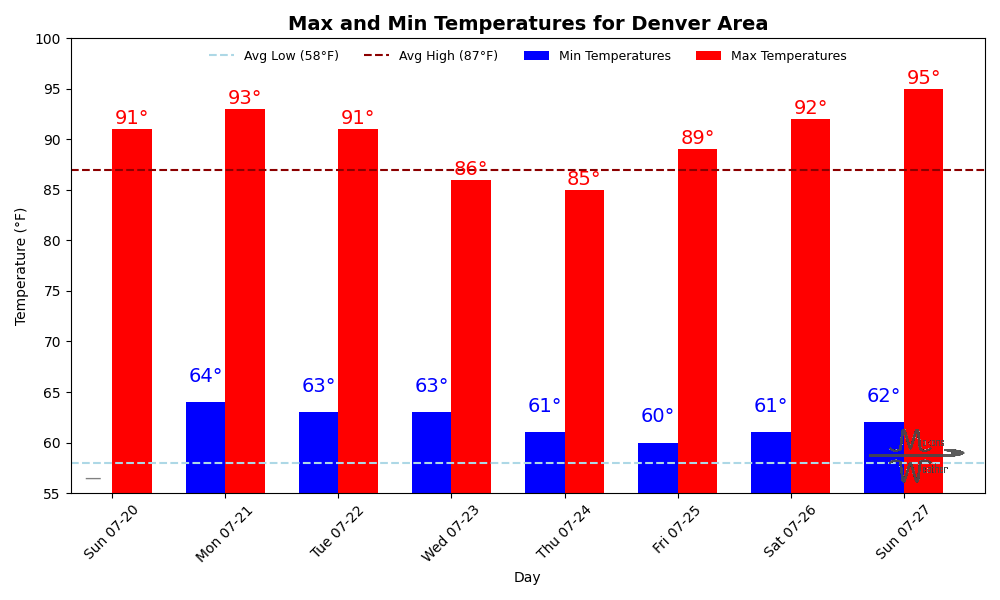 Max and Min Temperatures for Denver Area
Avg Low (58°F) Avg High (87°F) Min Temperatures Max Temperatures
Temperature (°F)
100
95
90
85
80
75
70
65
60
55
91° 93° 91° 86° 85° 89° 92° 95°
64° 63° 63° 61° 60° 61° 62°
—
Sun 07-20 Mon 07-21 Tue 07-22 Wed 07-23 Thu 07-24 Fri 07-25 Sat 07-26 Sun 07-27
Day